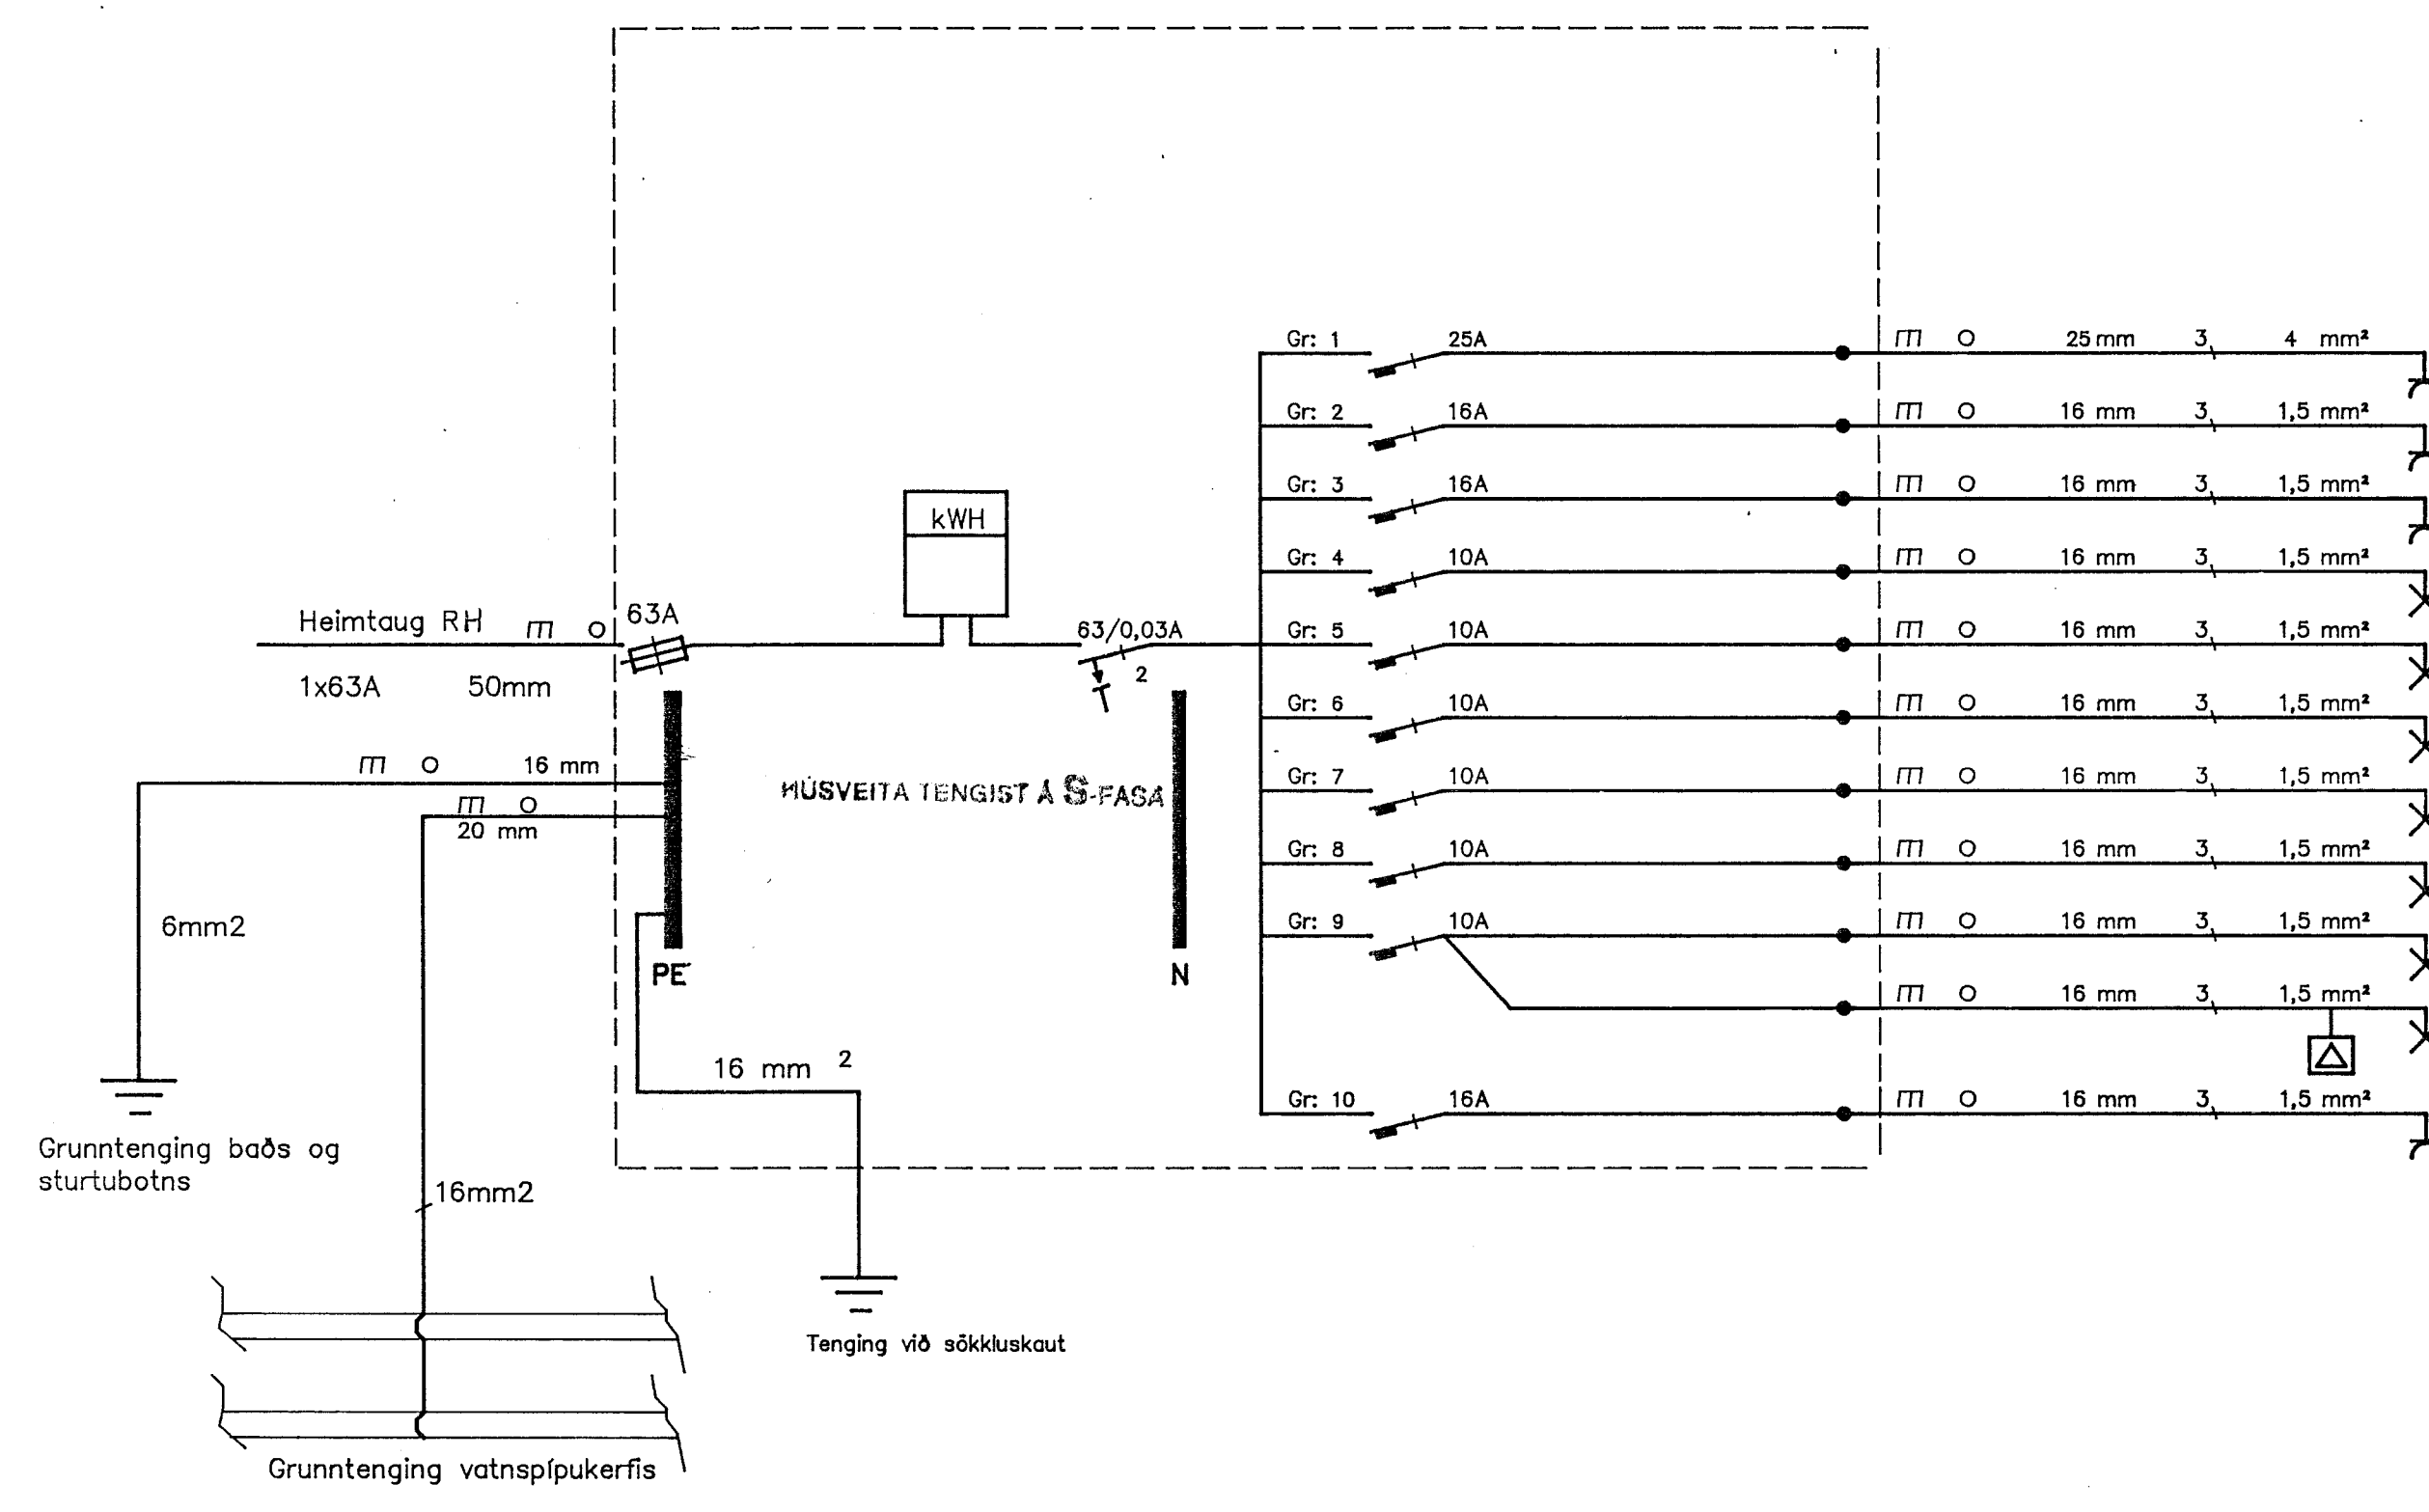 Gr: 1 25A 25 mm 3 4 mm²
Gr: 2 16A 16 mm 3 1,5 mm²
Gr: 3 16A 16 mm 3 1,5 mm²
kWH
Gr: 4 10A 16 mm 3 1,5 mm²
Heimtaug RH 63A 63/0,03A
Gr: 5 10A 16 mm 3 1,5 mm²
1x63A 50mm 2
Gr: 6 10A 16 mm 3 1,5 mm²
16 mm
Gr: 7 10A 16 mm 3 1,5 mm²
HÚSVEITA TENGIST Á S-FASA
20 mm
Gr: 8 10A 16 mm 3 1,5 mm²
6mm2
Gr: 9 10A 16 mm 3 1,5 mm²
PE N
16 mm 3 1,5 mm²
16 mm 2
Gr: 10 16A 16 mm 3 1,5 mm²
Grunntenging baðs og
sturtubotns
16mm2
Tenging við sökkluskaut
Grunntenging vatnspípukerfis